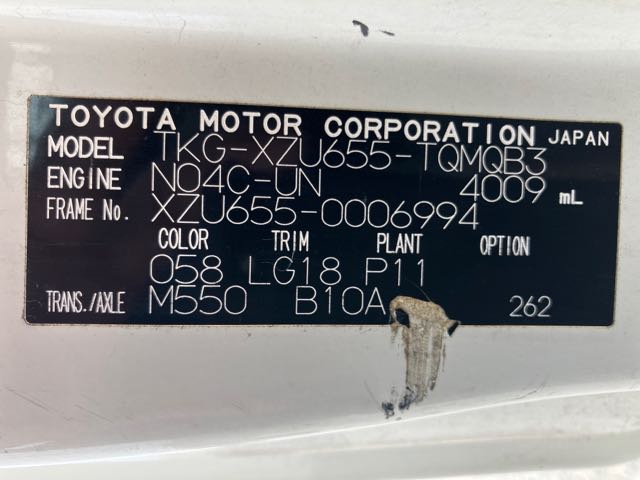 TOYOTA MOTOR CORPORATION JAPAN
MODEL TKG-XZU655-TQMQB3
ENGINE N04C-UN 4009 mL
FRAME No. XZU655-0006994
COLOR TRIM PLANT OPTION
058 LG18 P11
TRANS./AXLE M550 B10A 262